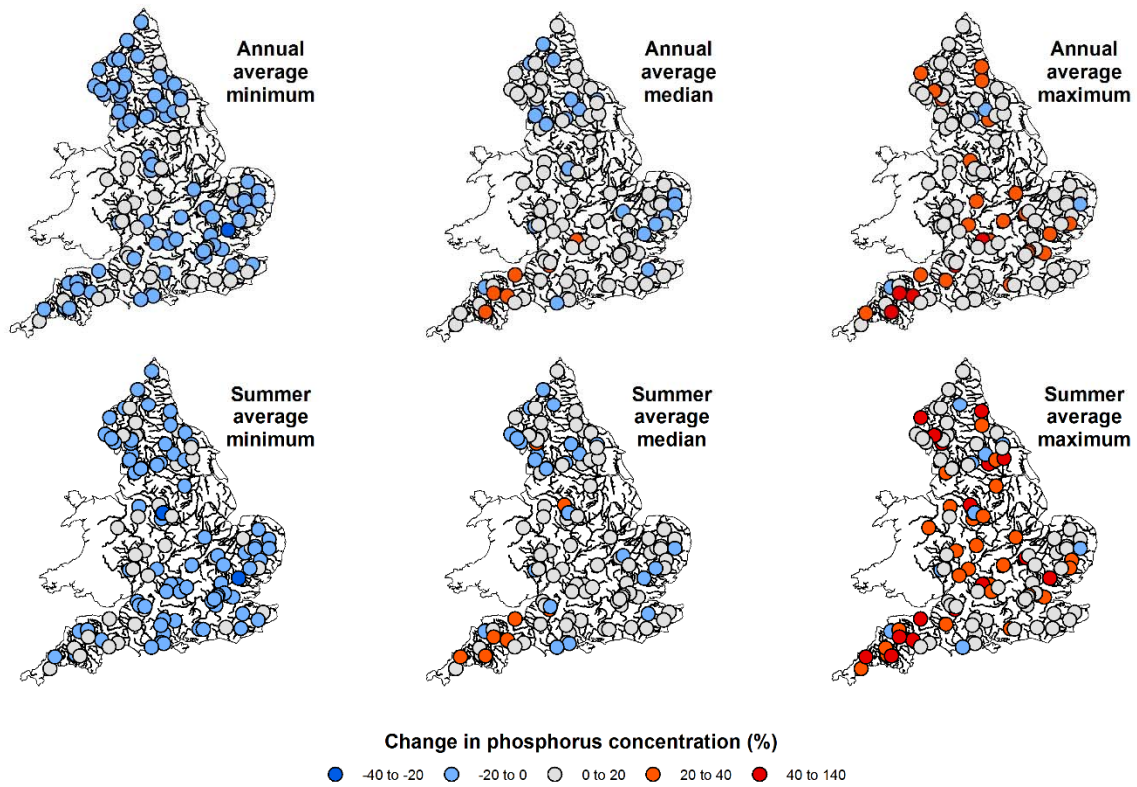 Annual
average
minimum
Annual
average
median
Annual
average
maximum
Summer
average
minimum
Summer
average
median
Summer
average
maximum
Change in phosphorus concentration (%)
-40 to -20 -20 to 0 0 to 20 20 to 40 40 to 140